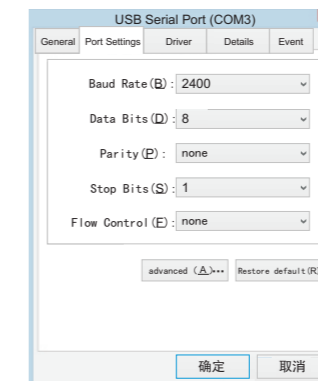 USB Serial Port (COM3)
General Port Settings Driver Details Event
Baud Rate(B): 2400
Data Bits(D): 8
Parity(P): none
Stop Bits(S): 1
Flow Control(F): none
advanced (A)... Restore default(R)
确定 取消